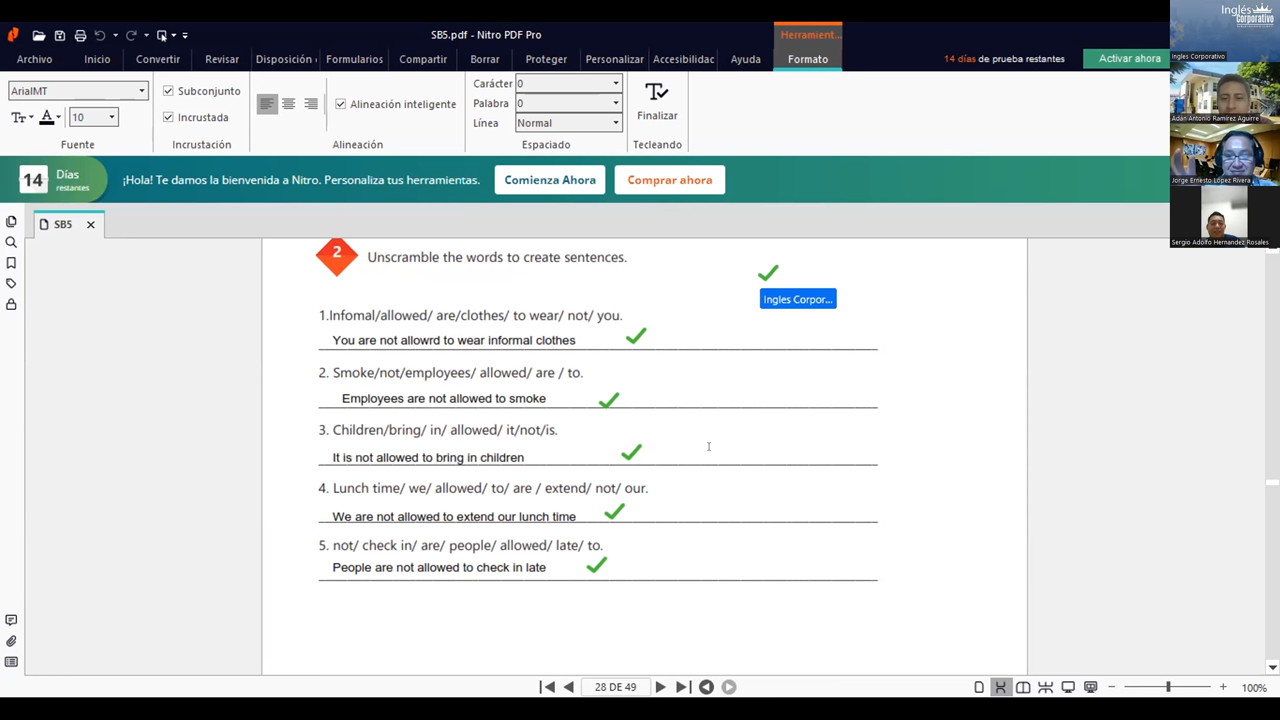 SB5.pdf - Nitro PDF Pro
Herramient...
Archivo Inicio Convertir Revisar Disposición Formularios Compartir Borrar Proteger Personalizar Accesibilidac Ayuda Formato
14 días de prueba restantes
Activar ahora
ArialMT
Subconjunto
Alineación inteligente
Carácter 0
Palabra 0
Tr A 10
Incrustada
Línea Normal
Finalizar
Fuente Incrustación Alineación Espaciado Tecleando
14 Días restantes
¡Hola! Te damos la bienvenida a Nitro. Personaliza tus herramientas.
Comienza Ahora
Comprar ahora
SB5
2 Unscramble the words to create sentences.
Ingles Corpor...
1.Infomal/allowed/ are/clothes/ to wear/ not/ you.
You are not allowrd to wear informal clothes
2. Smoke/not/employees/ allowed/ are / to.
Employees are not allowed to smoke
3. Children/bring/ in/ allowed/ it/not/is.
It is not allowed to bring in children
4. Lunch time/ we/ allowed/ to/ are / extend/ not/ our.
We are not allowed to extend our lunch time
5. not/ check in/ are/ people/ allowed/ late/ to.
People are not allowed to check in late
28 DE 49
100%
Inglés
Corporativo
Ingles Corporativo
Adán Antonio Ramírez Aguirre
Jorge Ernesto López Rivera
Sergio Adolfo Hernandez Rosales